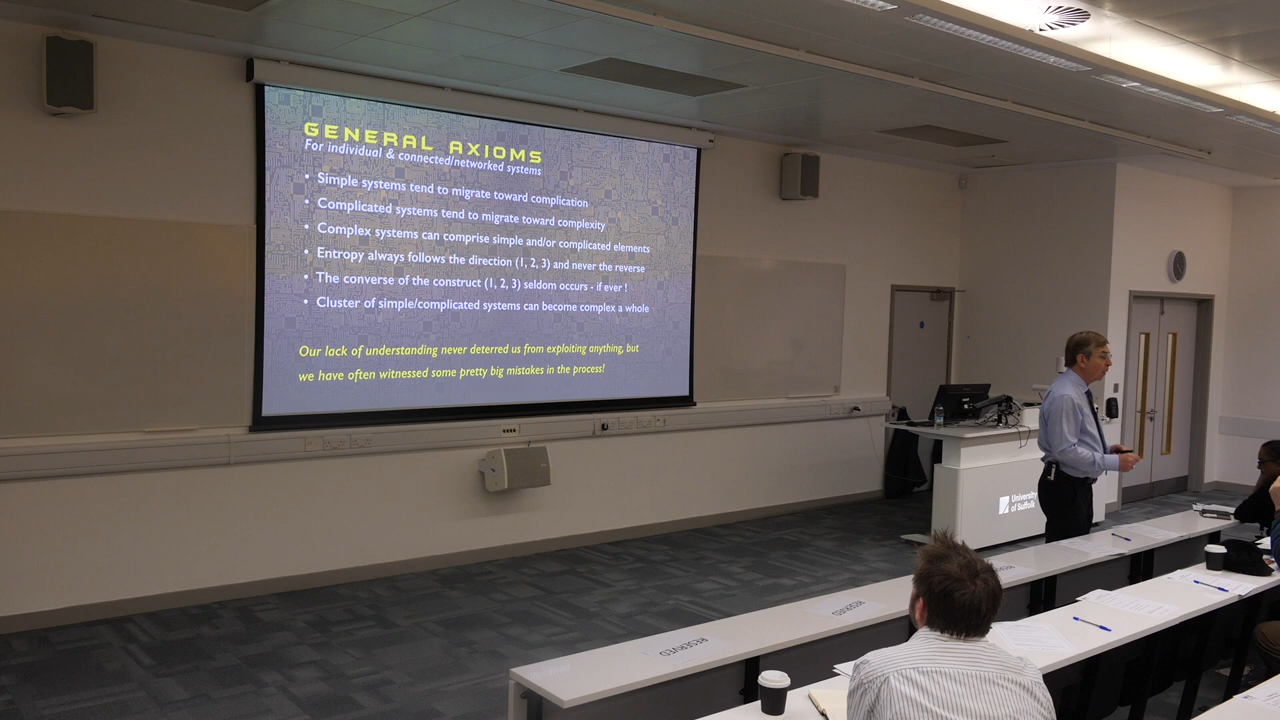 GENERAL AXIOMS
For individual & connected/networked systems
• Simple systems tend to migrate toward complication
• Complicated systems tend to migrate toward complexity
• Complex systems can comprise simple and/or complicated elements
• Entropy always follows the direction (1, 2, 3) and never the reverse
• The converse of the construct (1, 2, 3) seldom occurs - if ever !
• Cluster of simple/complicated systems can become complex a whole
Our lack of understanding never deterred us from exploiting anything, but
we have often witnessed some pretty big mistakes in the process!
University
of Suffolk
RESERVED
RESERVED